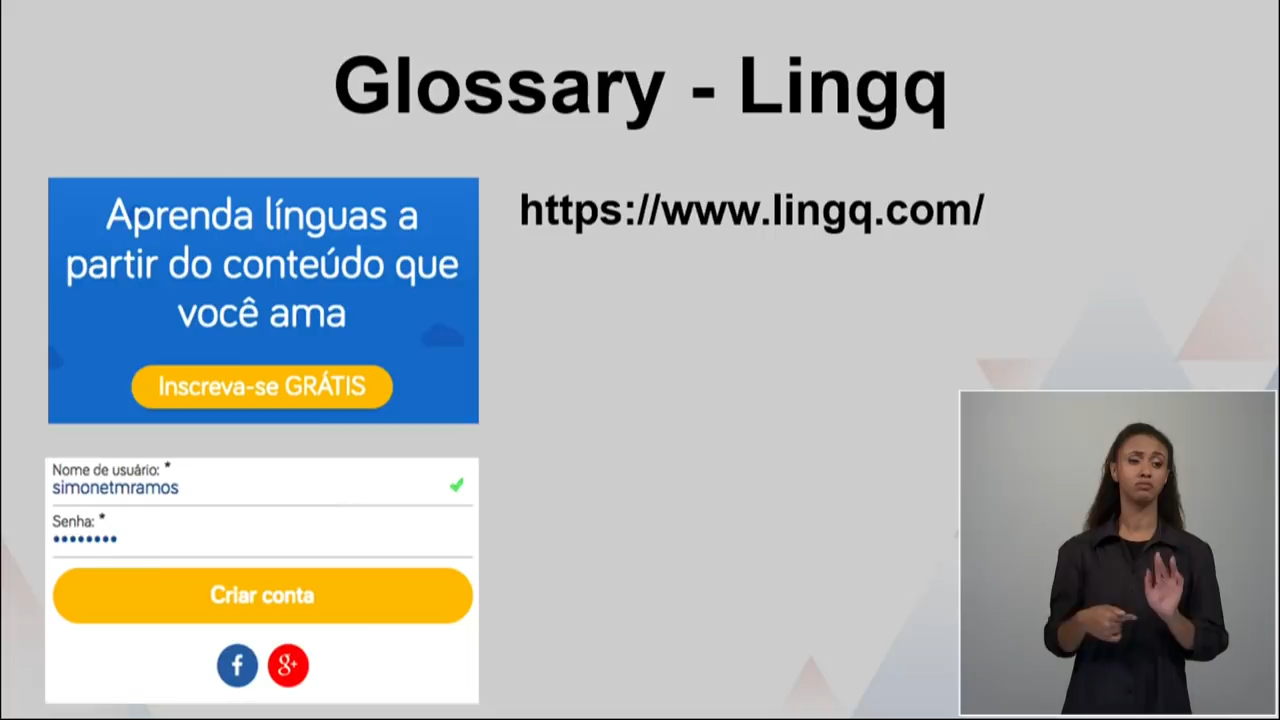 Glossary - Lingq
Aprenda línguas a
partir do conteúdo que
você ama
Inscreva-se GRÁTIS
https://www.lingq.com/
Nome de usuário: *
simonetmramos
Senha: *
••••••••
Criar conta
f
g+